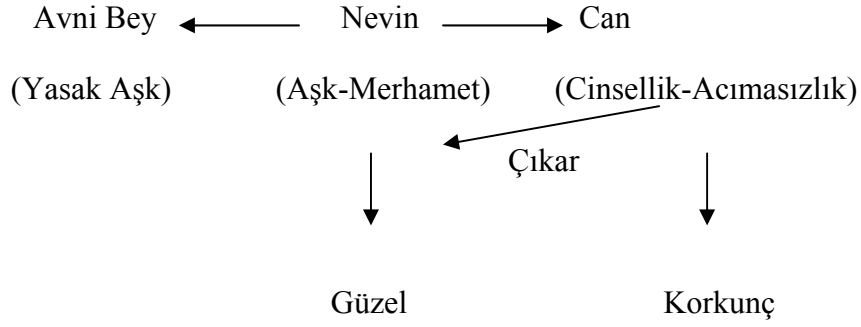 Avni Bey Nevin Can
(Yasak Aşk) (Aşk-Merhamet) (Cinsellik-Acımasızlık)
Çıkar
Güzel Korkunç